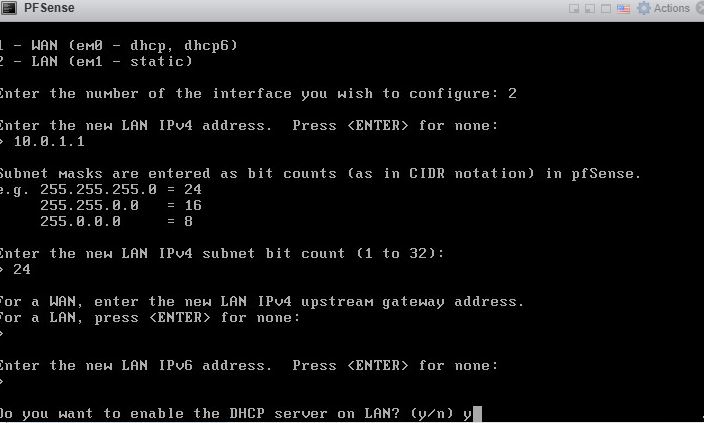 PFSense
Actions
1 - WAN (em0 - dhcp, dhcp6)
2 - LAN (em1 - static)
Enter the number of the interface you wish to configure: 2
Enter the new LAN IPv4 address.  Press <ENTER> for none:
> 10.0.1.1
Subnet masks are entered as bit counts (as in CIDR notation) in pfSense.
e.g. 255.255.255.0 = 24
     255.255.0.0   = 16
     255.0.0.0     = 8
Enter the new LAN IPv4 subnet bit count (1 to 32):
> 24
For a WAN, enter the new LAN IPv4 upstream gateway address.
For a LAN, press <ENTER> for none:
>
Enter the new LAN IPv6 address.  Press <ENTER> for none:
>
Do you want to enable the DHCP server on LAN? (y/n) y